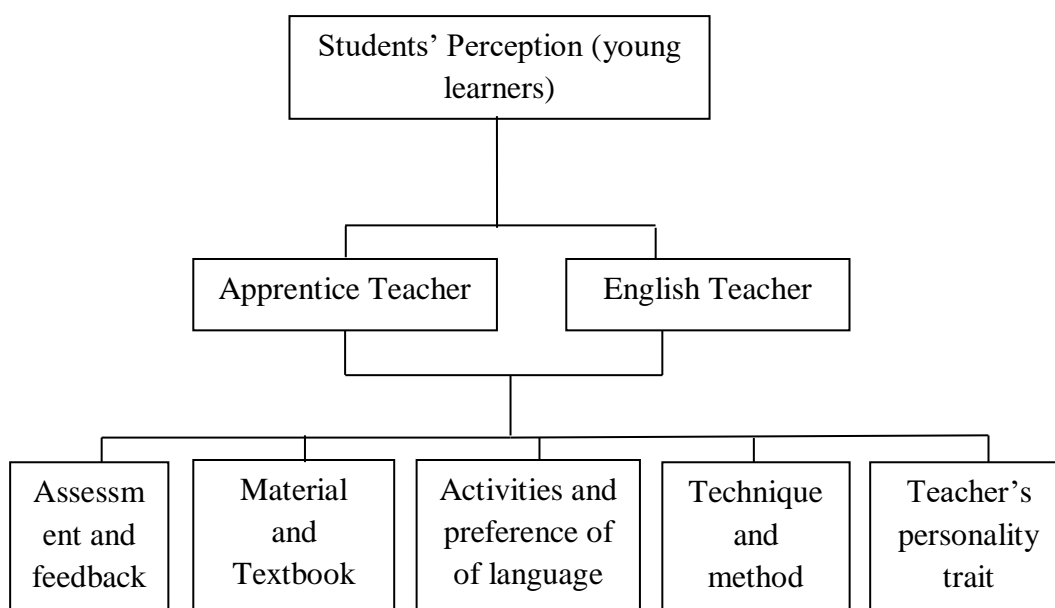 Students’ Perception (young
learners)
Apprentice Teacher
English Teacher
Assessm
ent and
feedback
Material
and
Textbook
Activities and
preference of
of language
Technique
and
method
Teacher’s
personality
trait